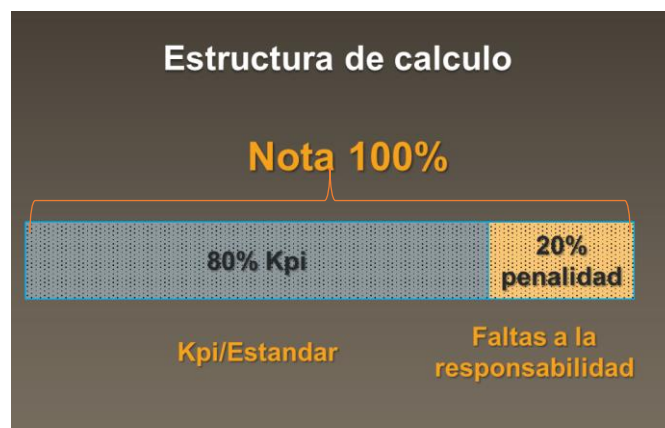 Estructura de calculo
Nota 100%
80% Kpi
20%
penalidad
Kpi/Estandar
Faltas a la
responsabilidad